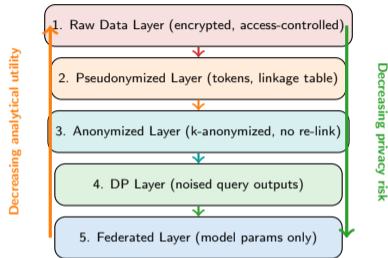 1. Raw Data Layer (encrypted, access-controlled)
2. Pseudonymized Layer (tokens, linkage table)
3. Anonymized Layer (k-anonymized, no re-link)
4. DP Layer (noised query outputs)
5. Federated Layer (model params only)
Decreasing analytical utility
Decreasing privacy risk